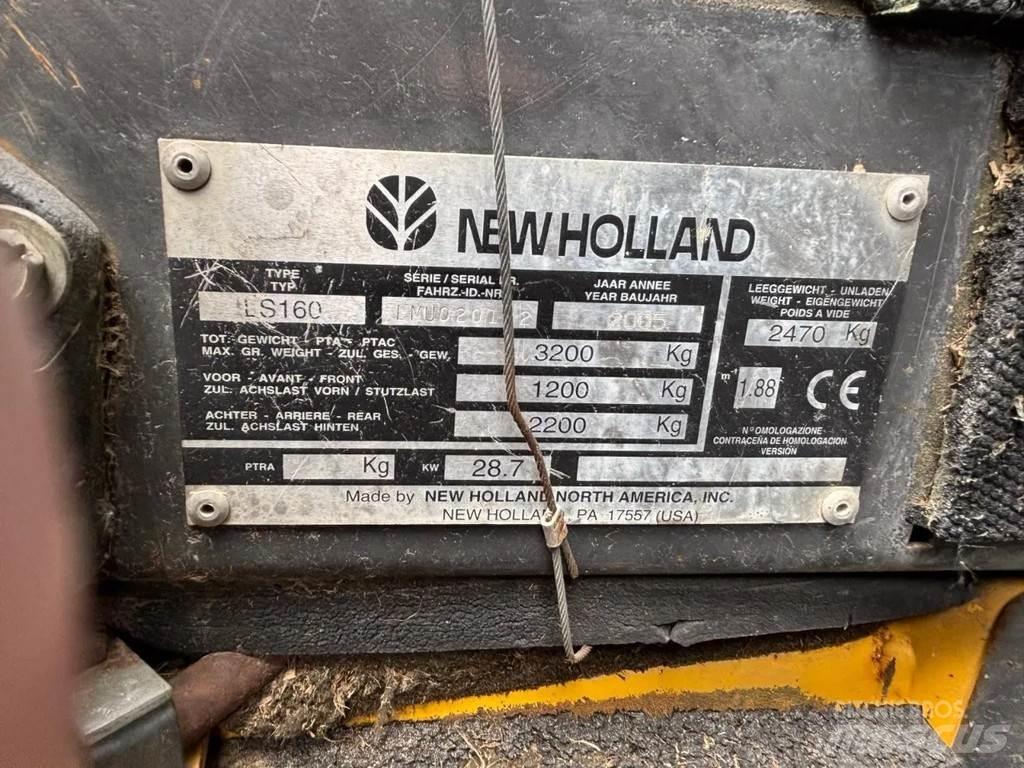 NEW HOLLAND
TYPE
TYP.
LS160
SERIE / SERIAL NR.
FAHRZ.-ID.-NR
LMU0201 2
JAAR ANNEE
YEAR BAUJAHR
2005
LEEGGEWICHT - UNLADEN
WEIGHT - EIGENGEWICHT
POIDS A VIDE
2470 Kg
TOT. GEWICHT - PTA - PTAC
MAX. GR. WEIGHT - ZUL. GES. - GEW.
3200 Kg
VOOR - AVANT - FRONT
ZUL. ACHSLAST VORN / STUTZLAST
1200 Kg
m 1.88 CE
ACHTER - ARRIERE - REAR
ZUL. ACHSLAST HINTEN
2200 Kg
Nº OMOLOGAZIONE
CONTRACEÑA DE HOMOLOGACION
VERSIÓN
PTRA Kg KW 28.7
Made by NEW HOLLAND NORTH AMERICA, INC.
NEW HOLLAND, PA 17557 (USA)